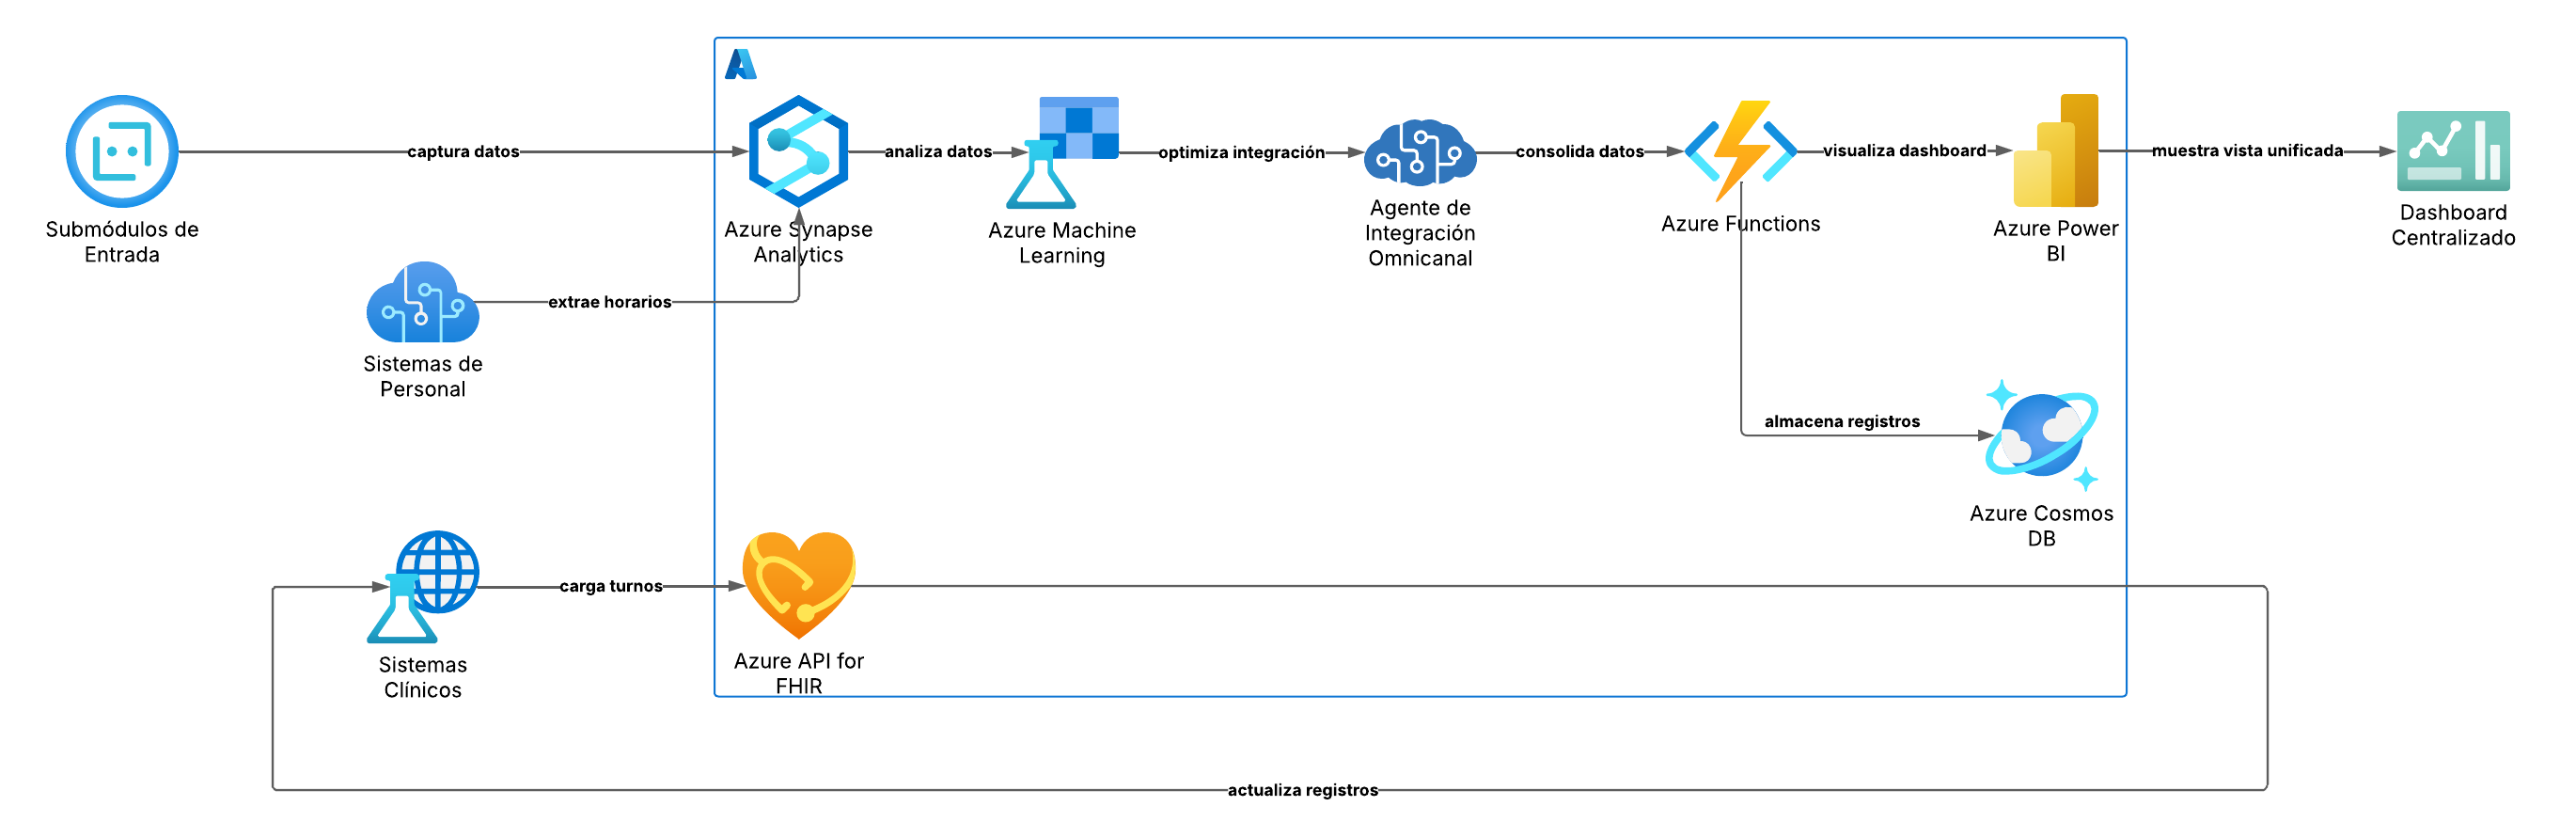 captura datos
analiza datos
optimiza integración
consolida datos
visualiza dashboard
muestra vista unificada
Submódulos de
Entrada
Azure Synapse
Analytics
Azure Machine
Learning
Agente de
Integración
Omnicanal
Azure Functions
Azure Power
BI
Dashboard
Centralizado
extrae horarios
Sistemas de
Personal
almacena registros
Azure Cosmos
DB
carga turnos
Sistemas
Clínicos
Azure API for
FHIR
actualiza registros